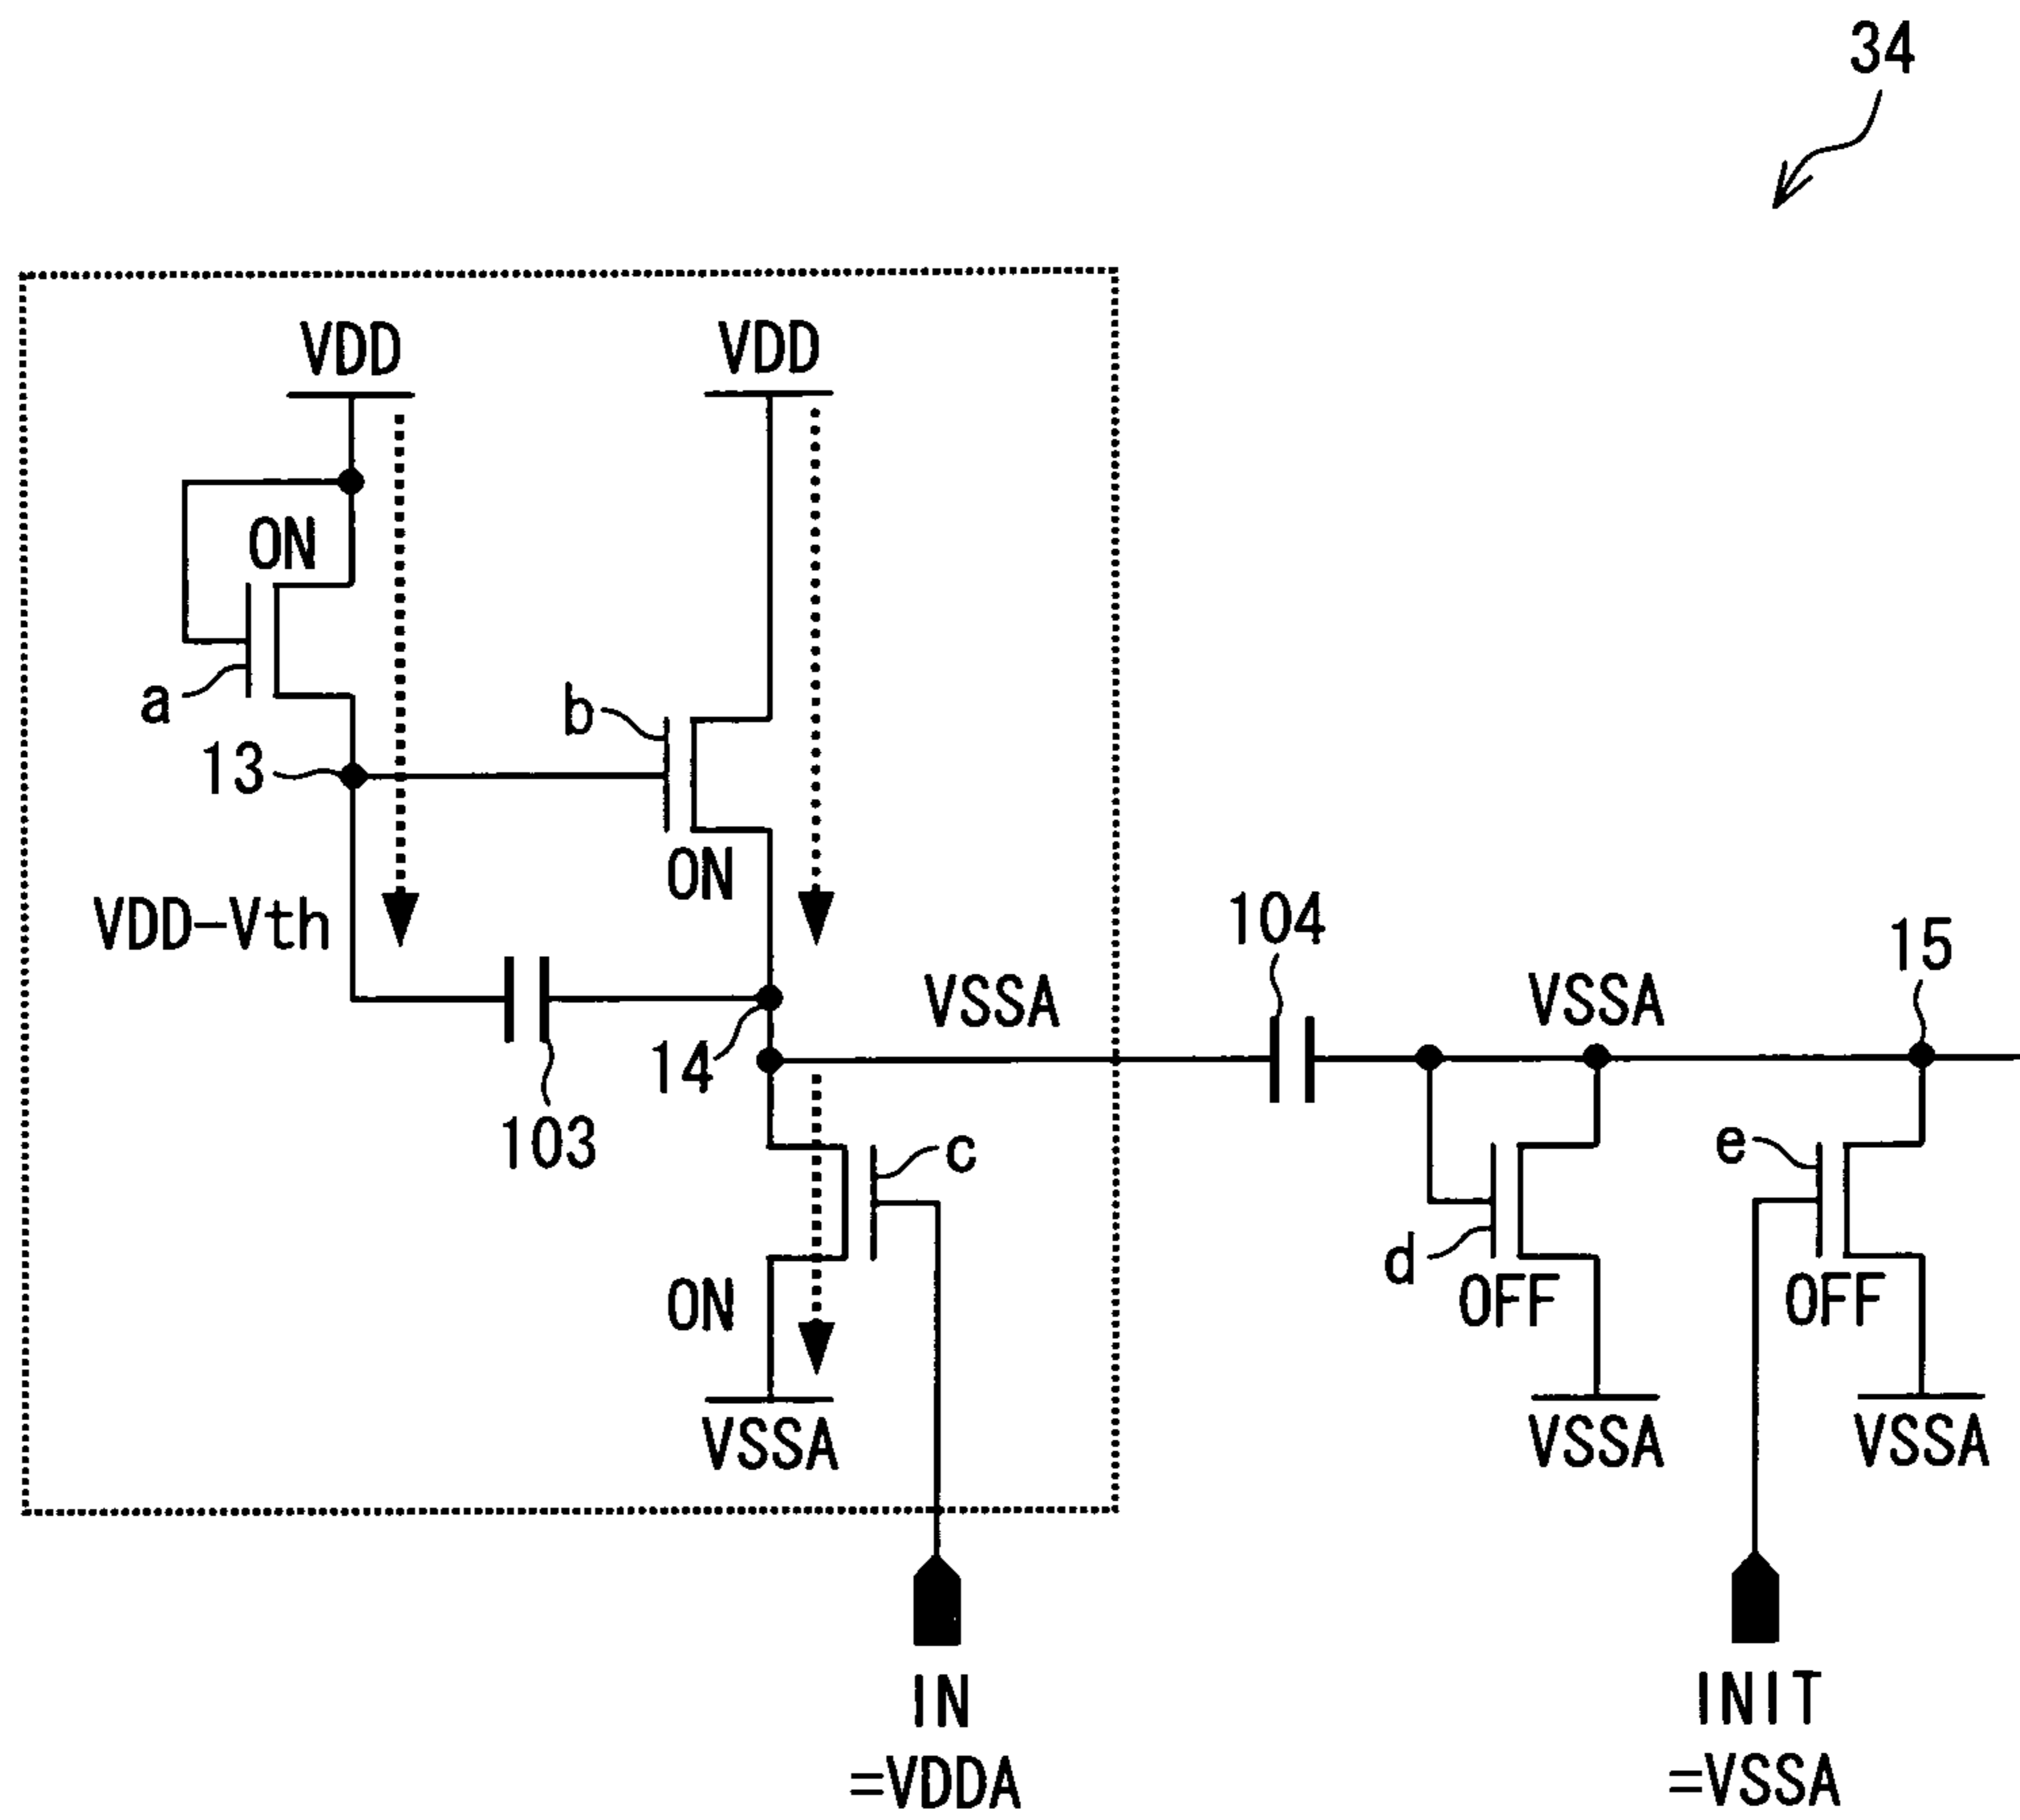 34
VDD
VDD
ON
a
b
13
ON
VDD-Vth
104
15
VSSA
VSSA
14
103
c
e
d
ON
OFF
OFF
VSSA
VSSA
VSSA
IN
=VDDA
INIT
=VSSA